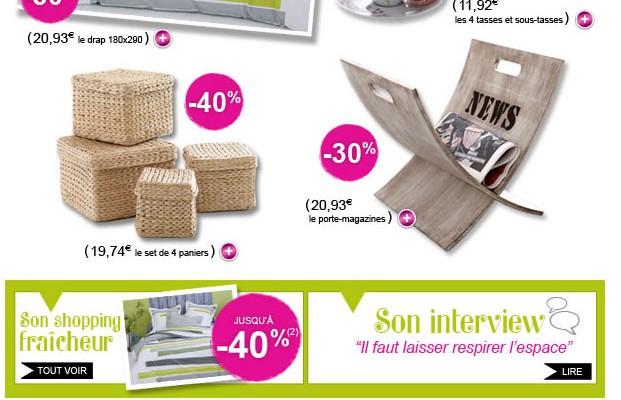 (11,92€
les 4 tasses et sous-tasses) +
(20,93€ le drap 180x290) +
-40%
NEWS
-30%
(20,93€
le porte-magazines) +
(19,74€ le set de 4 paniers) +
Son shopping
fraîcheur
TOUT VOIR
JUSQU'À
-40%(2)
Son interview
"Il faut laisser respirer l'espace"
LIRE